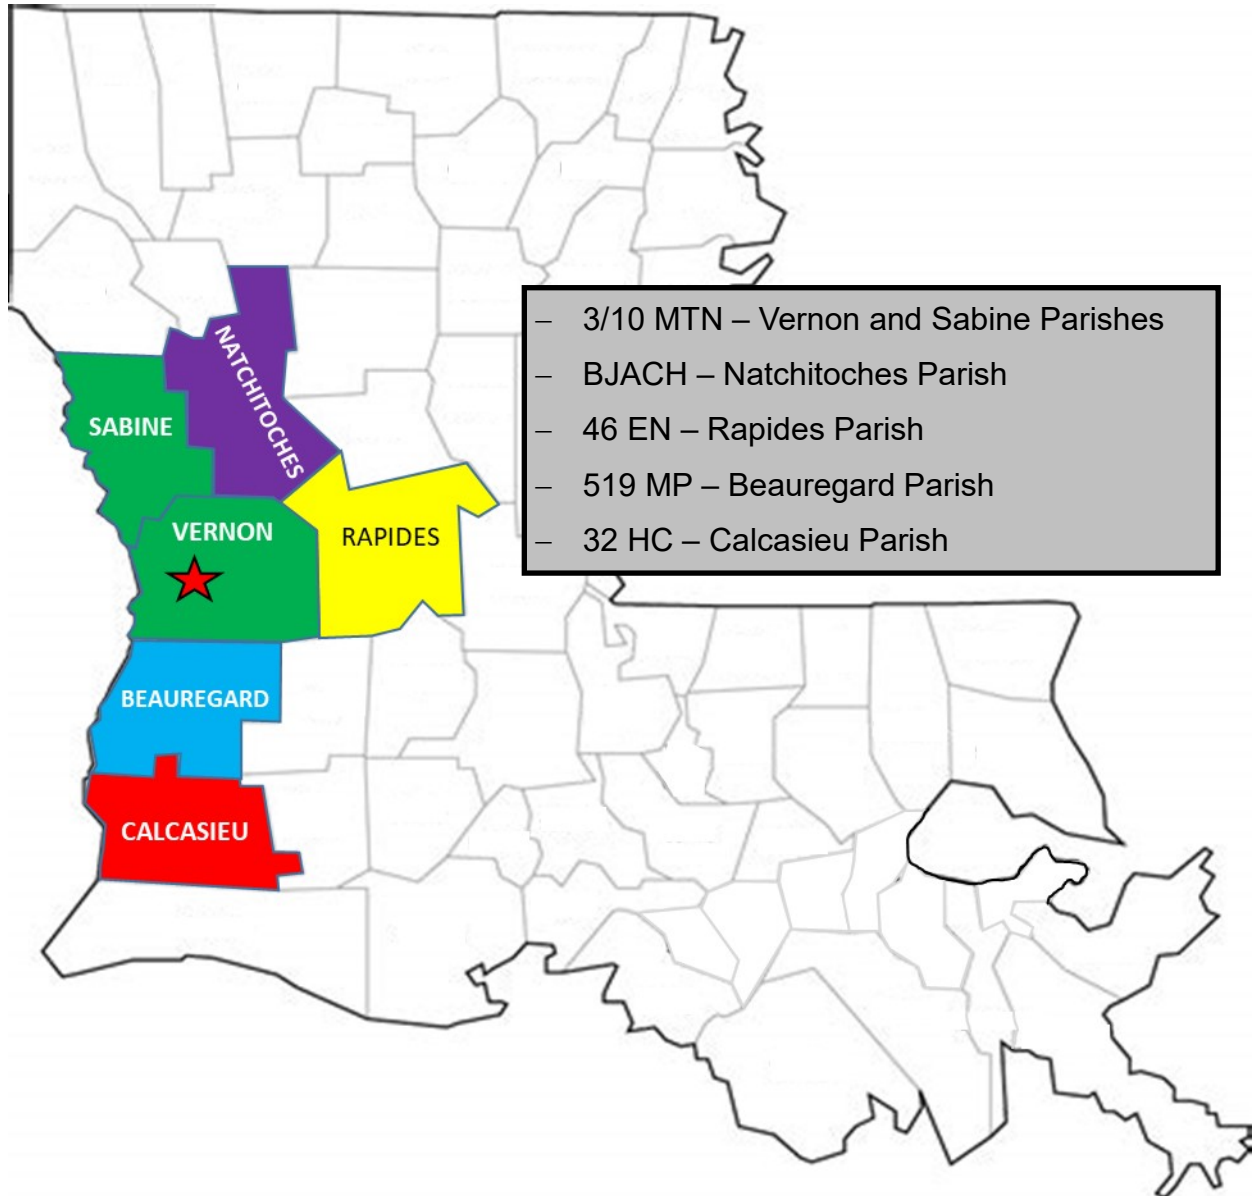 – 3/10 MTN – Vernon and Sabine Parishes
– BJACH – Natchitoches Parish
– 46 EN – Rapides Parish
– 519 MP – Beauregard Parish
– 32 HC – Calcasieu Parish
NATCHITOCHES
SABINE
VERNON
RAPIDES
BEAUREGARD
CALCASIEU